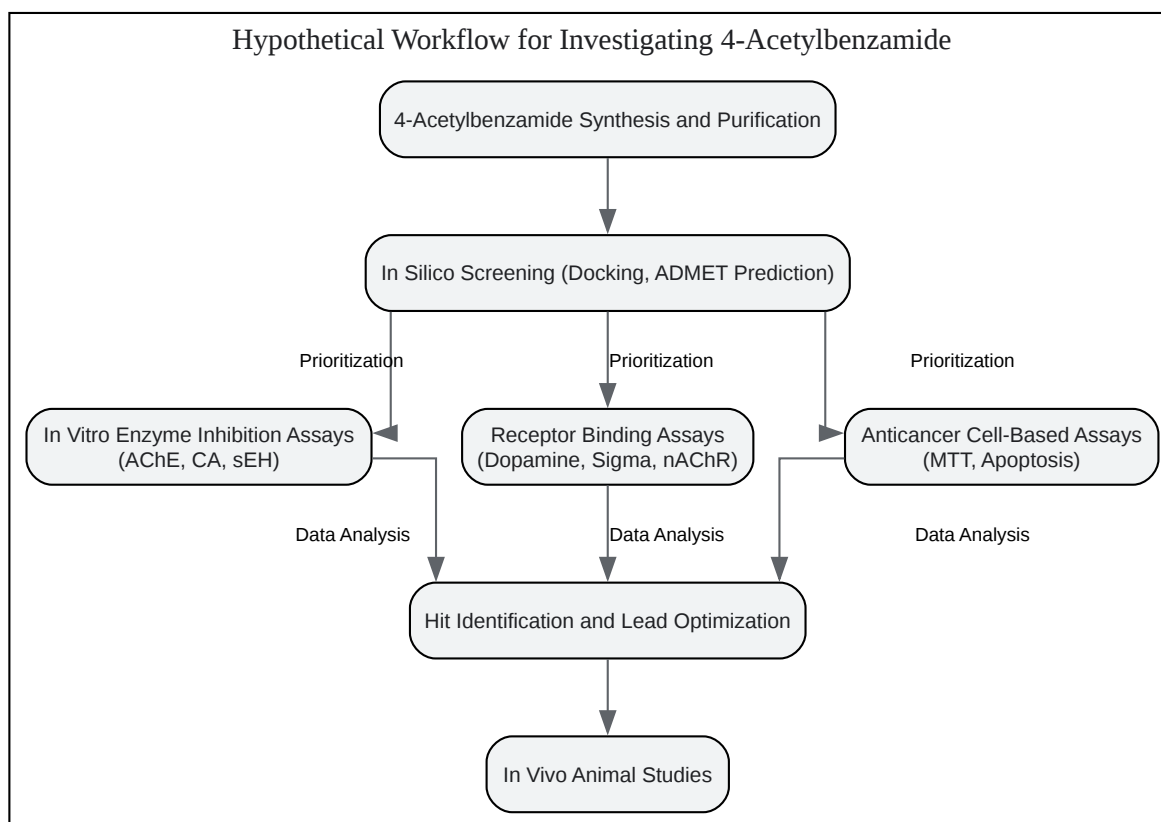 Hypothetical Workflow for Investigating 4-Acetylbenzamide
4-Acetylbenzamide Synthesis and Purification
In Silico Screening (Docking, ADMET Prediction)
Prioritization
Prioritization
Prioritization
In Vitro Enzyme Inhibition Assays
(AChE, CA, sEH)
Receptor Binding Assays
(Dopamine, Sigma, nAChR)
Anticancer Cell-Based Assays
(MTT, Apoptosis)
Data Analysis
Data Analysis
Data Analysis
Hit Identification and Lead Optimization
In Vivo Animal Studies